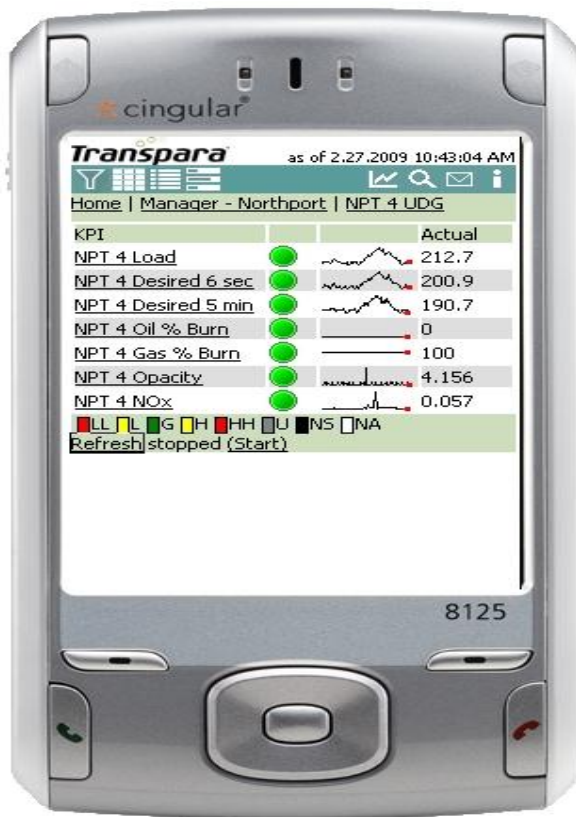 cingular®
Transpara as of 2.27.2009 10:43:04 AM
Home | Manager - Northport | NPT 4 UDG
KPI Actual
NPT 4 Load 212.7
NPT 4 Desired 6 sec 200.9
NPT 4 Desired 5 min 190.7
NPT 4 Oil % Burn 0
NPT 4 Gas % Burn 100
NPT 4 Opacity 4.156
NPT 4 NOx 0.057
LL L G H HH U NS NA
Refresh stopped (Start)
8125